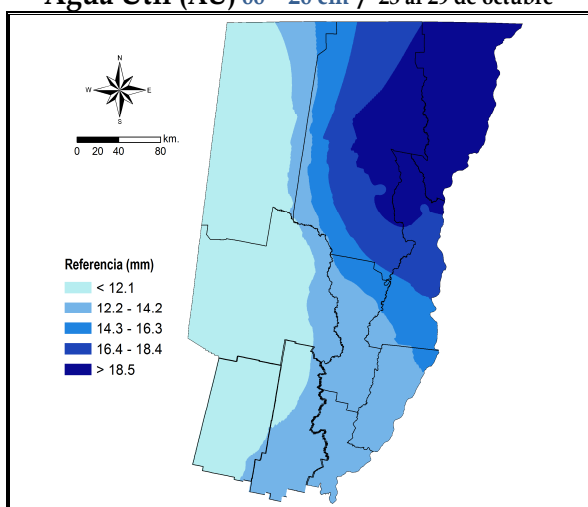 Agua Útil (AU) 00 - 20 cm / 23 al 29 de octubre
N
W E
S
km.
0 20 40 80
Referencia (mm)
< 12.1
12.2 - 14.2
14.3 - 16.3
16.4 - 18.4
> 18.5